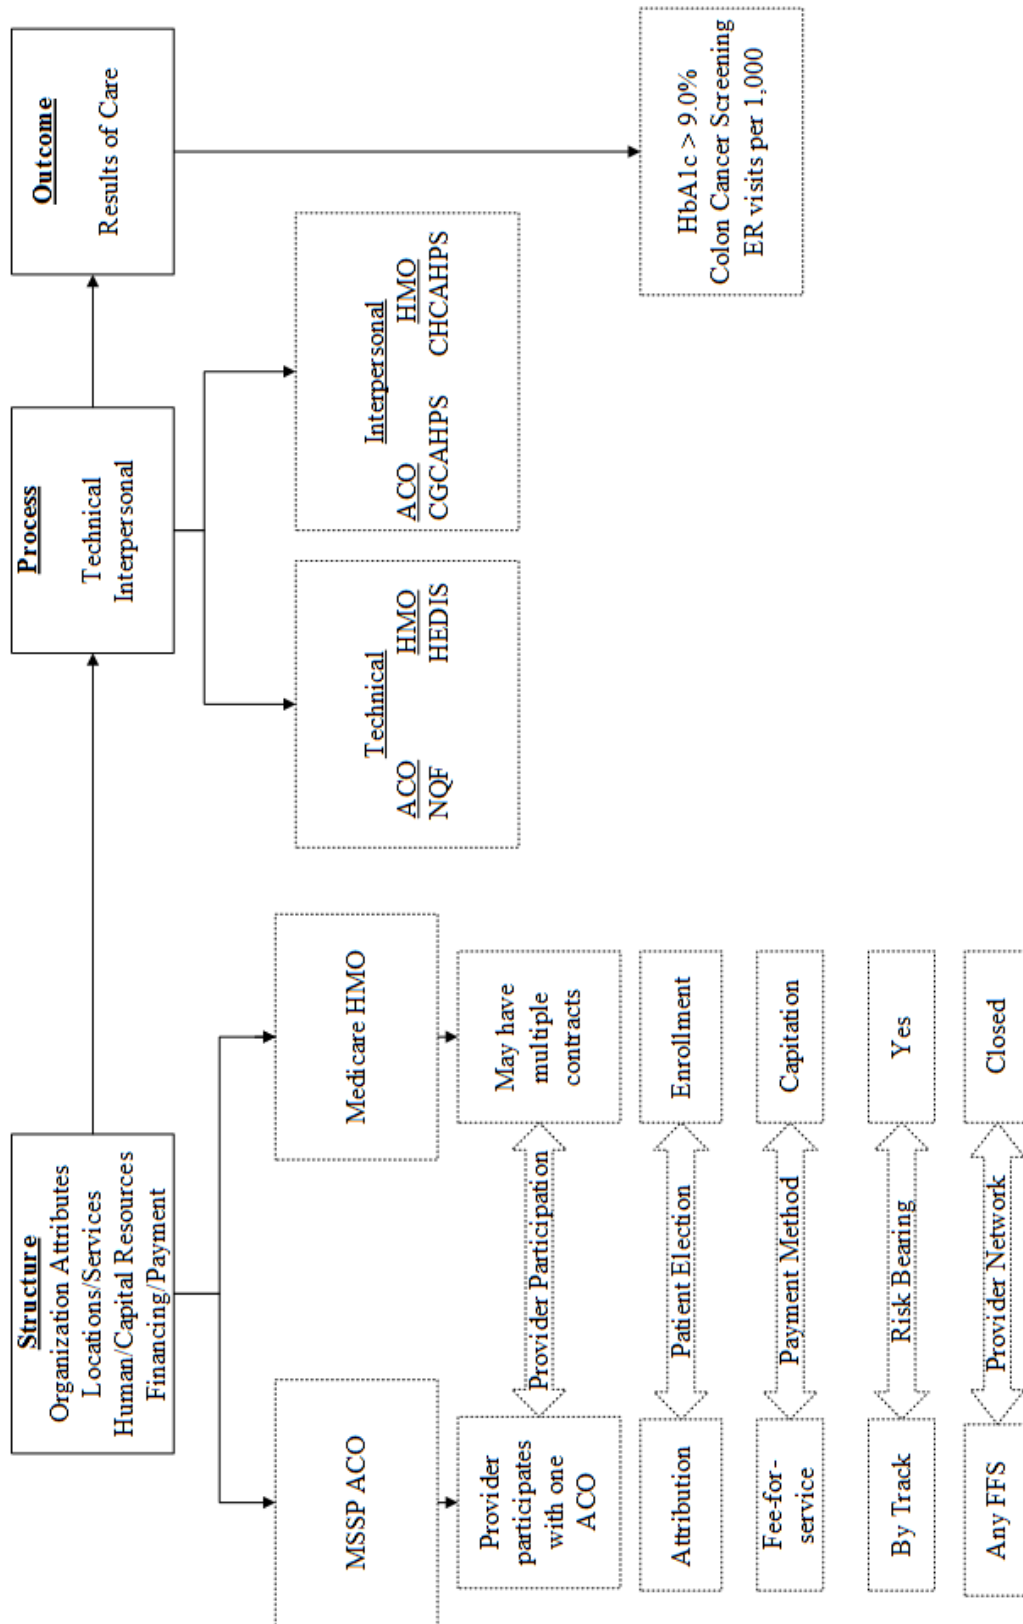 Structure
Organization Attributes
Locations/Services
Human/Capital Resources
Financing/Payment
Process
Technical
Interpersonal
Outcome
Results of Care
MSSP ACO
Medicare HMO
Provider
participates
with one
ACO
Provider Participation
May have
multiple
contracts
Attribution
Patient Election
Enrollment
Fee-for-
service
Payment Method
Capitation
By Track
Risk Bearing
Yes
Any FFS
Provider Network
Closed
Technical
ACO HMO
NQF HEDIS
Interpersonal
ACO HMO
CGCAHPS CHCAHPS
HbA1c > 9.0%
Colon Cancer Screening
ER visits per 1,000